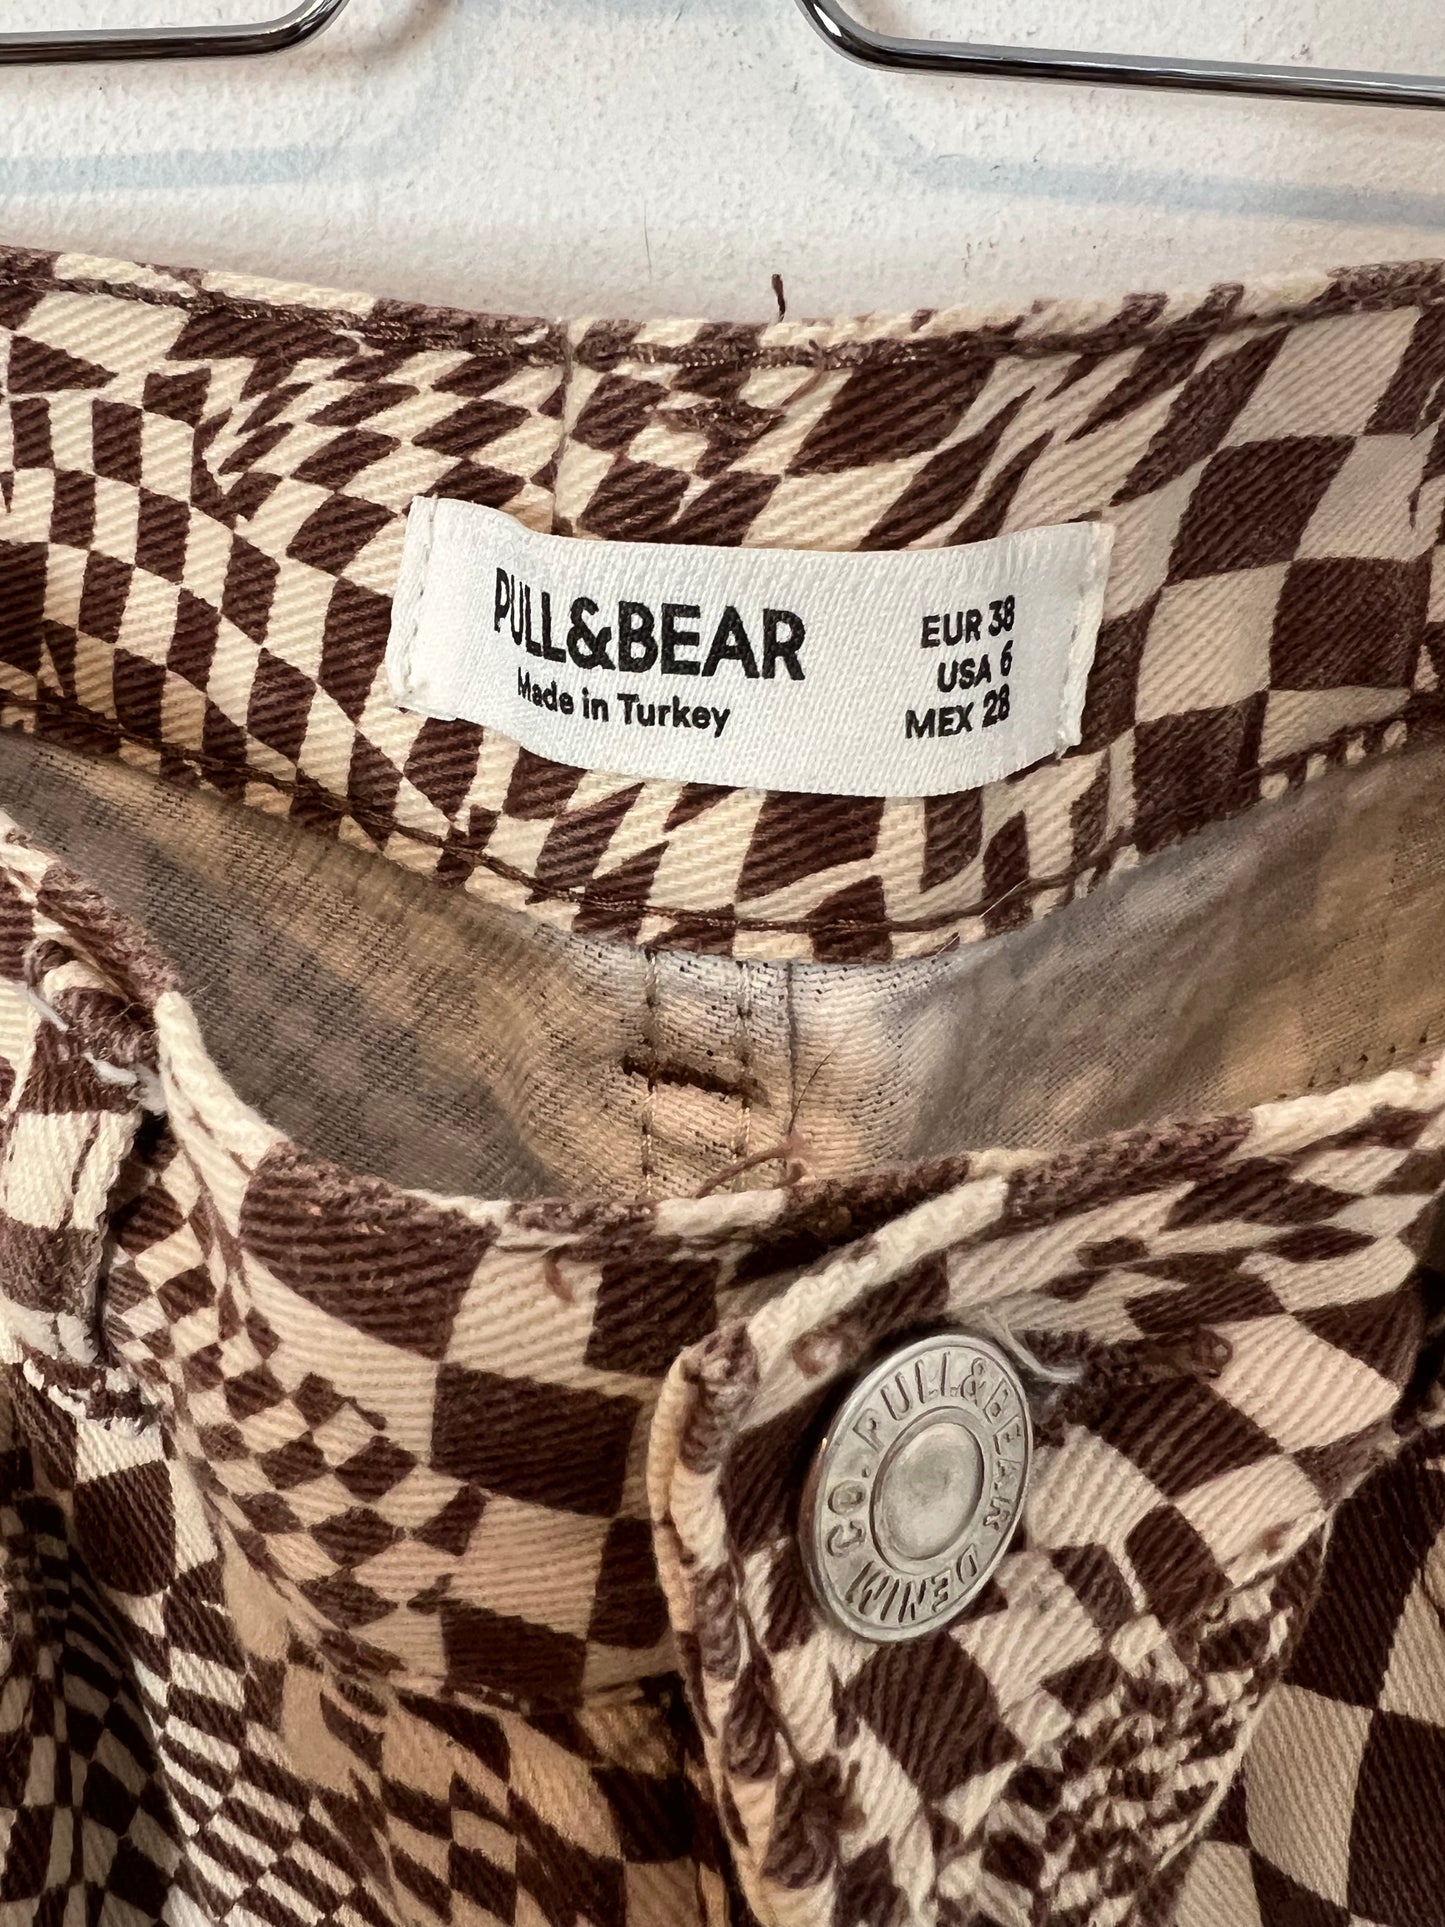 PULL&BEAR
Made in Turkey
EUR 38
USA 6
MEX 28
PULL&BEAR DENIM CO.